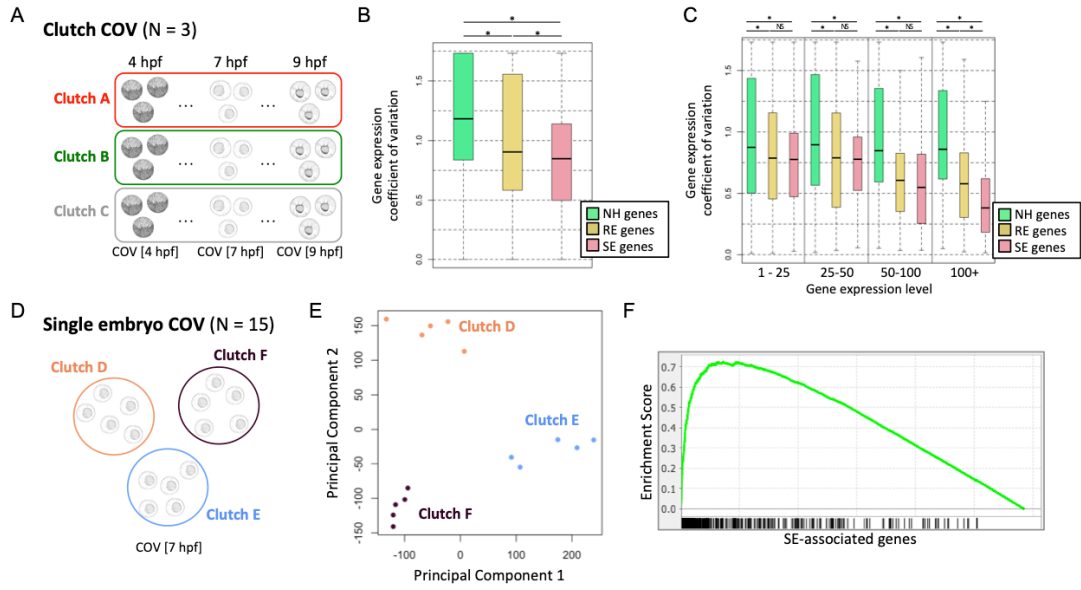 A
Clutch COV (N = 3)
4 hpf 7 hpf 9 hpf
Clutch A
... ...
Clutch B
... ...
Clutch C
... ...
COV [4 hpf] COV [7 hpf] COV [9 hpf]
B
* 
* *
Gene expression
coefficient of variation
1.5
1.0
0.5
0.0
NH genes
RE genes
SE genes
C
* * * *
* NS * NS * NS * *
Gene expression
coefficient of variation
1.5
1.0
0.5
0.0
NH genes
RE genes
SE genes
1 - 25 25-50 50-100 100+
Gene expression level
D
Single embryo COV (N = 15)
Clutch D
Clutch F
Clutch E
COV [7 hpf]
E
Principal Component 2
150
100
50
0
-50
-100
-150
Clutch D
Clutch E
Clutch F
-100 0 100 200
Principal Component 1
F
Enrichment Score
0.7
0.6
0.5
0.4
0.3
0.2
0.1
0.0
SE-associated genes